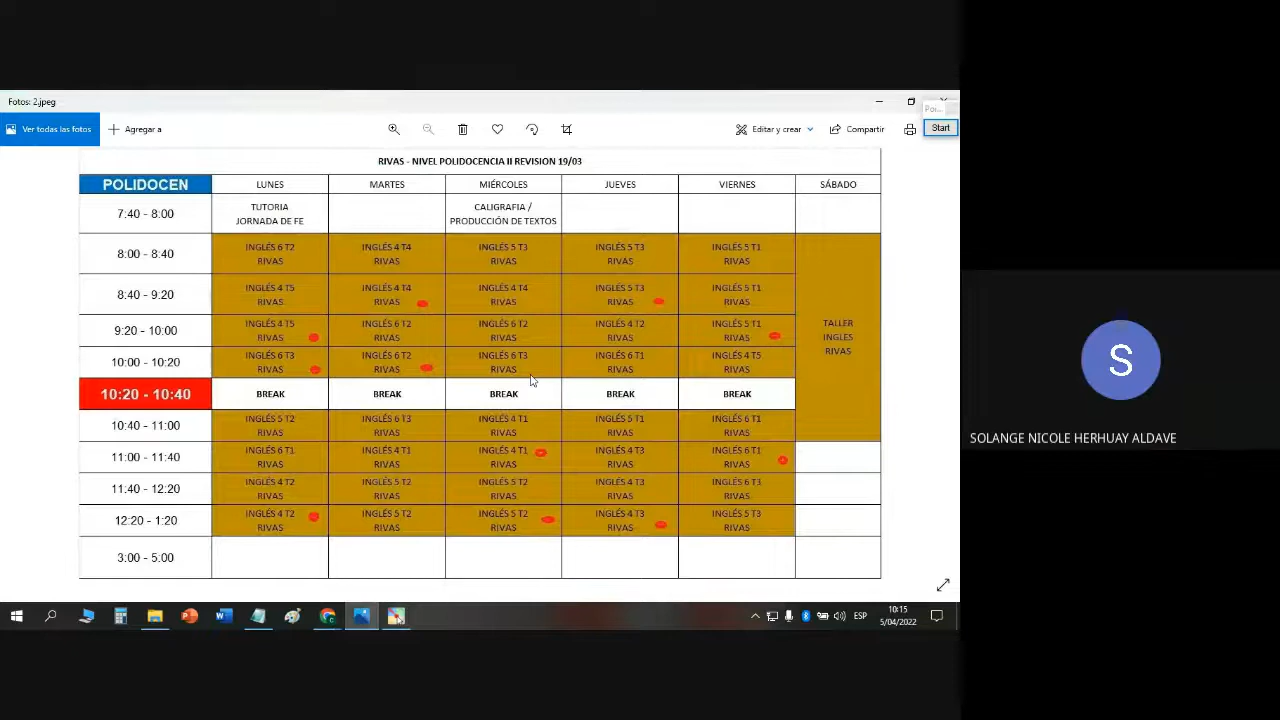 Fotos: 2.jpeg
Start
Ver todas las fotos
Agregar a
Editar y crear
Compartir
RIVAS - NIVEL POLIDOCENCIA II REVISION 19/03
POLIDOCEN LUNES MARTES MIÉRCOLES JUEVES VIERNES SÁBADO
7:40 - 8:00
TUTORIA
JORNADA DE FE
CALIGRAFIA /
PRODUCCIÓN DE TEXTOS
8:00 - 8:40
INGLÉS 6 T2
RIVAS
INGLÉS 4 T4
RIVAS
INGLÉS 5 T3
RIVAS
INGLÉS 5 T3
RIVAS
INGLÉS 5 T1
RIVAS
TALLER
INGLES
RIVAS
8:40 - 9:20
INGLÉS 4 T5
RIVAS
INGLÉS 4 T4
RIVAS
INGLÉS 4 T4
RIVAS
INGLÉS 5 T3
RIVAS
INGLÉS 5 T1
RIVAS
9:20 - 10:00
INGLÉS 4 T5
RIVAS
INGLÉS 6 T2
RIVAS
INGLÉS 6 T2
RIVAS
INGLÉS 4 T2
RIVAS
INGLÉS 5 T1
RIVAS
10:00 - 10:20
INGLÉS 6 T3
RIVAS
INGLÉS 6 T2
RIVAS
INGLÉS 6 T3
RIVAS
INGLÉS 6 T1
RIVAS
INGLÉS 4 T5
RIVAS
10:20 - 10:40 BREAK BREAK BREAK BREAK BREAK
10:40 - 11:00
INGLÉS 5 T2
RIVAS
INGLÉS 6 T3
RIVAS
INGLÉS 4 T1
RIVAS
INGLÉS 5 T1
RIVAS
INGLÉS 6 T1
RIVAS
11:00 - 11:40
INGLÉS 6 T1
RIVAS
INGLÉS 4 T1
RIVAS
INGLÉS 4 T1
RIVAS
INGLÉS 4 T3
RIVAS
INGLÉS 6 T1
RIVAS
11:40 - 12:20
INGLÉS 4 T2
RIVAS
INGLÉS 5 T2
RIVAS
INGLÉS 5 T2
RIVAS
INGLÉS 4 T3
RIVAS
INGLÉS 6 T3
RIVAS
12:20 - 1:20
INGLÉS 4 T2
RIVAS
INGLÉS 5 T2
RIVAS
INGLÉS 5 T2
RIVAS
INGLÉS 4 T3
RIVAS
INGLÉS 5 T3
RIVAS
3:00 - 5:00
ESP
10:15
5/04/2022
S
SOLANGE NICOLE HERHUAY ALDAVE